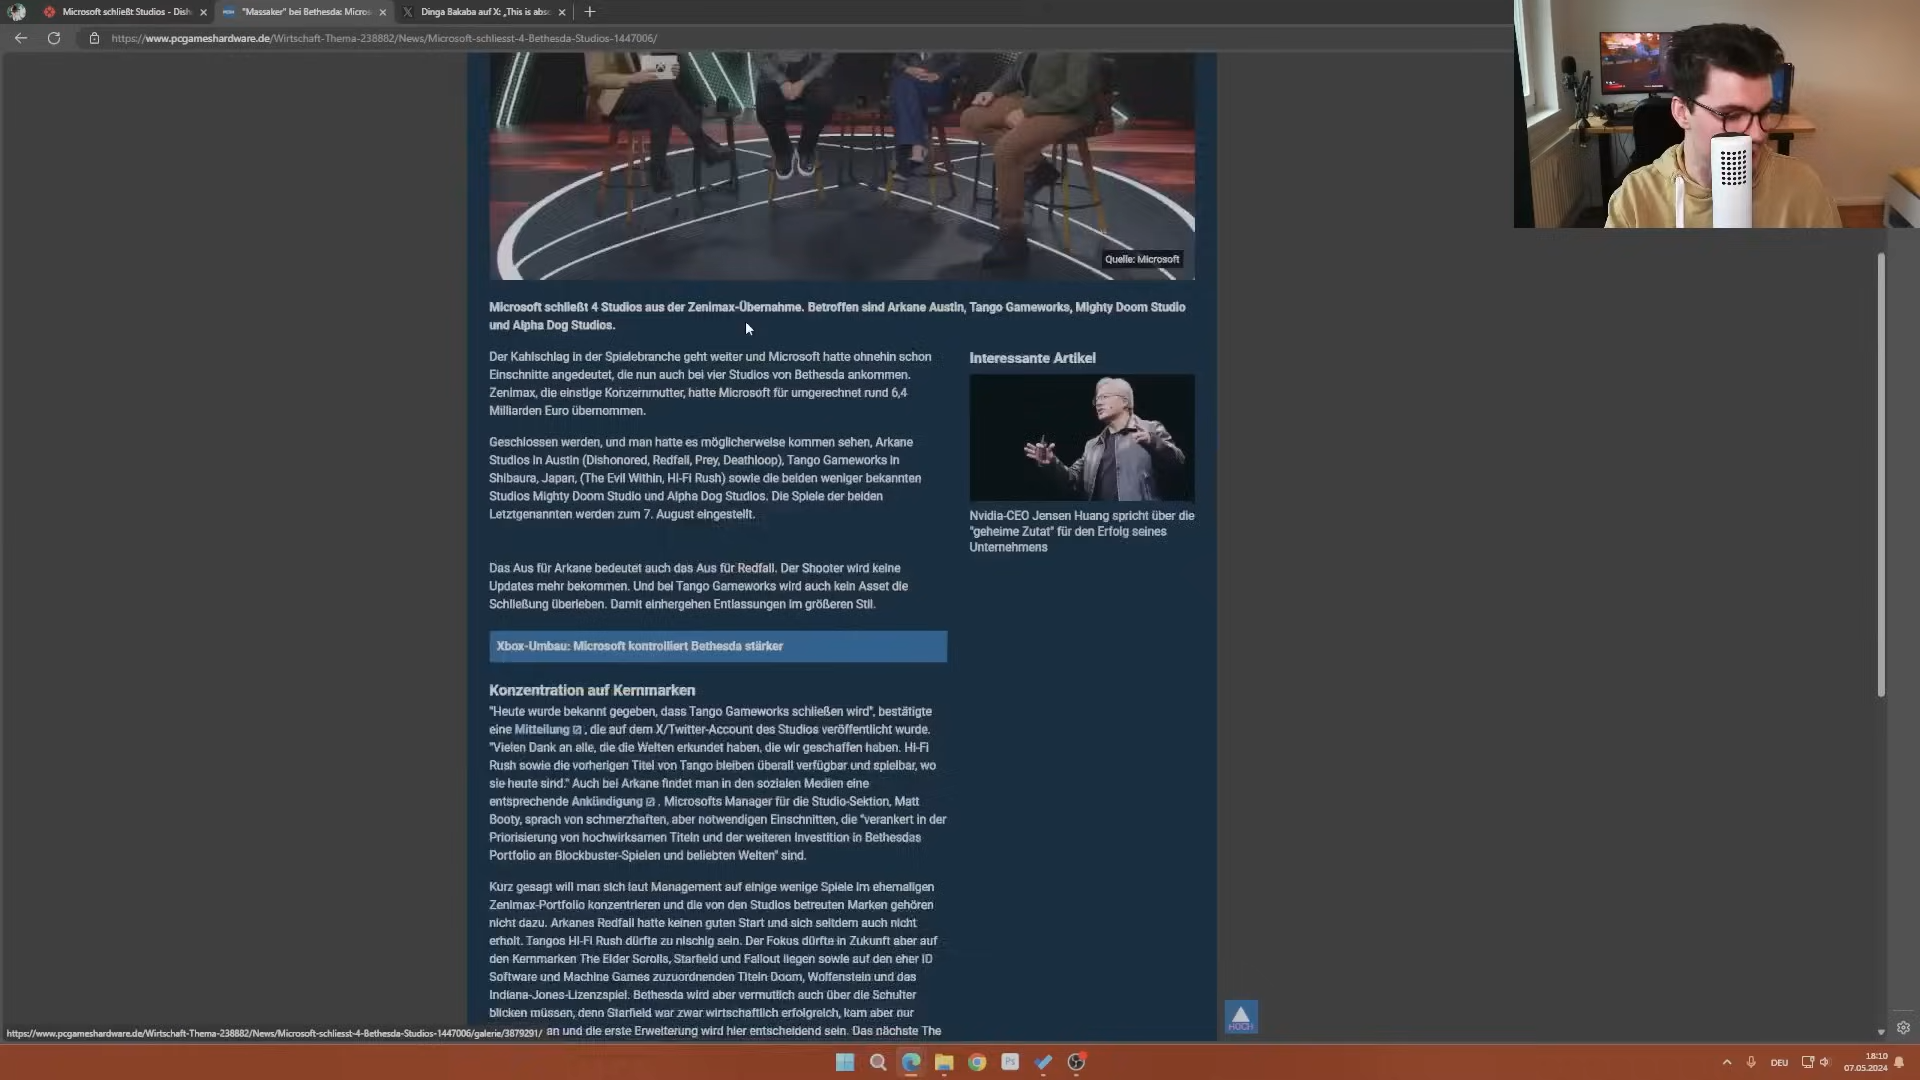 Microsoft schließt Studios - Dish
"Massaker" bei Bethesda: Micros
Dinga Bakaba auf X: „This is abs
https://www.pcgameshardware.de/Wirtschaft-Thema-238882/News/Microsoft-schliesst-4-Bethesda-Studios-1447006/
Quelle: Microsoft
Microsoft schließt 4 Studios aus der Zenimax-Übernahme. Betroffen sind Arkane Austin, Tango Gameworks, Mighty Doom Studio
und Alpha Dog Studios.
Der Kahlschlag in der Spielebranche geht weiter und Microsoft hatte ohnehin schon
Einschnitte angedeutet, die nun auch bei vier Studios von Bethesda ankommen.
Zenimax, die einstige Konzernmutter, hatte Microsoft für umgerechnet rund 6,4
Milliarden Euro übernommen.
Geschlossen werden, und man hatte es möglicherweise kommen sehen, Arkane
Studios in Austin (Dishonored, Redfall, Prey, Deathloop), Tango Gameworks in
Shibaura, Japan, (The Evil Within, Hi-Fi Rush) sowie die beiden weniger bekannten
Studios Mighty Doom Studio und Alpha Dog Studios. Die Spiele der beiden
Letztgenannten werden zum 7. August eingestellt.
Das Aus für Arkane bedeutet auch das Aus für Redfall. Der Shooter wird keine
Updates mehr bekommen. Und bei Tango Gameworks wird auch kein Asset die
Schließung überleben. Damit einhergehen Entlassungen im größeren Stil.
Xbox-Umbau: Microsoft kontrolliert Bethesda stärker
Konzentration auf Kernmarken
"Heute wurde bekannt gegeben, dass Tango Gameworks schließen wird", bestätigte
eine Mitteilung , die auf dem X/Twitter-Account des Studios veröffentlicht wurde.
"Vielen Dank an alle, die die Welten erkundet haben, die wir geschaffen haben. Hi-Fi
Rush sowie die vorherigen Titel von Tango bleiben überall verfügbar und spielbar, wo
sie heute sind." Auch bei Arkane findet man in den sozialen Medien eine
entsprechende Ankündigung . Microsofts Manager für die Studio-Sektion, Matt
Booty, sprach von schmerzhaften, aber notwendigen Einschnitten, die "verankert in der
Priorisierung von hochwirksamen Titeln und der weiteren Investition in Bethesdas
Portfolio an Blockbuster-Spielen und beliebten Welten" sind.
Kurz gesagt will man sich laut Management auf einige wenige Spiele im ehemaligen
Zenimax-Portfolio konzentrieren und die von den Studios betreuten Marken gehören
nicht dazu. Arkanes Redfall hatte keinen guten Start und sich seitdem auch nicht
erholt. Tangos Hi-Fi Rush dürfte zu nischig sein. Der Fokus dürfte in Zukunft aber auf
den Kernmarken The Elder Scrolls, Starfield und Fallout liegen sowie auf den eher ID
Software und Machine Games zuzuordnenden Titeln Doom, Wolfenstein und das
Indiana-Jones-Lizenzspiel. Bethesda wird aber vermutlich auch über die Schulter
blicken müssen, denn Starfield war zwar wirtschaftlich erfolgreich, kam aber nur
an und die erste Erweiterung wird hier entscheidend sein. Das nächste The
Interessante Artikel
Nvidia-CEO Jensen Huang spricht über die
"geheime Zutat" für den Erfolg seines
Unternehmens
HOCH
https://www.pcgameshardware.de/Wirtschaft-Thema-238882/News/Microsoft-schliesst-4-Bethesda-Studios-1447006/galerie/3879291/
Ps
DEU
18:10
07.05.2024